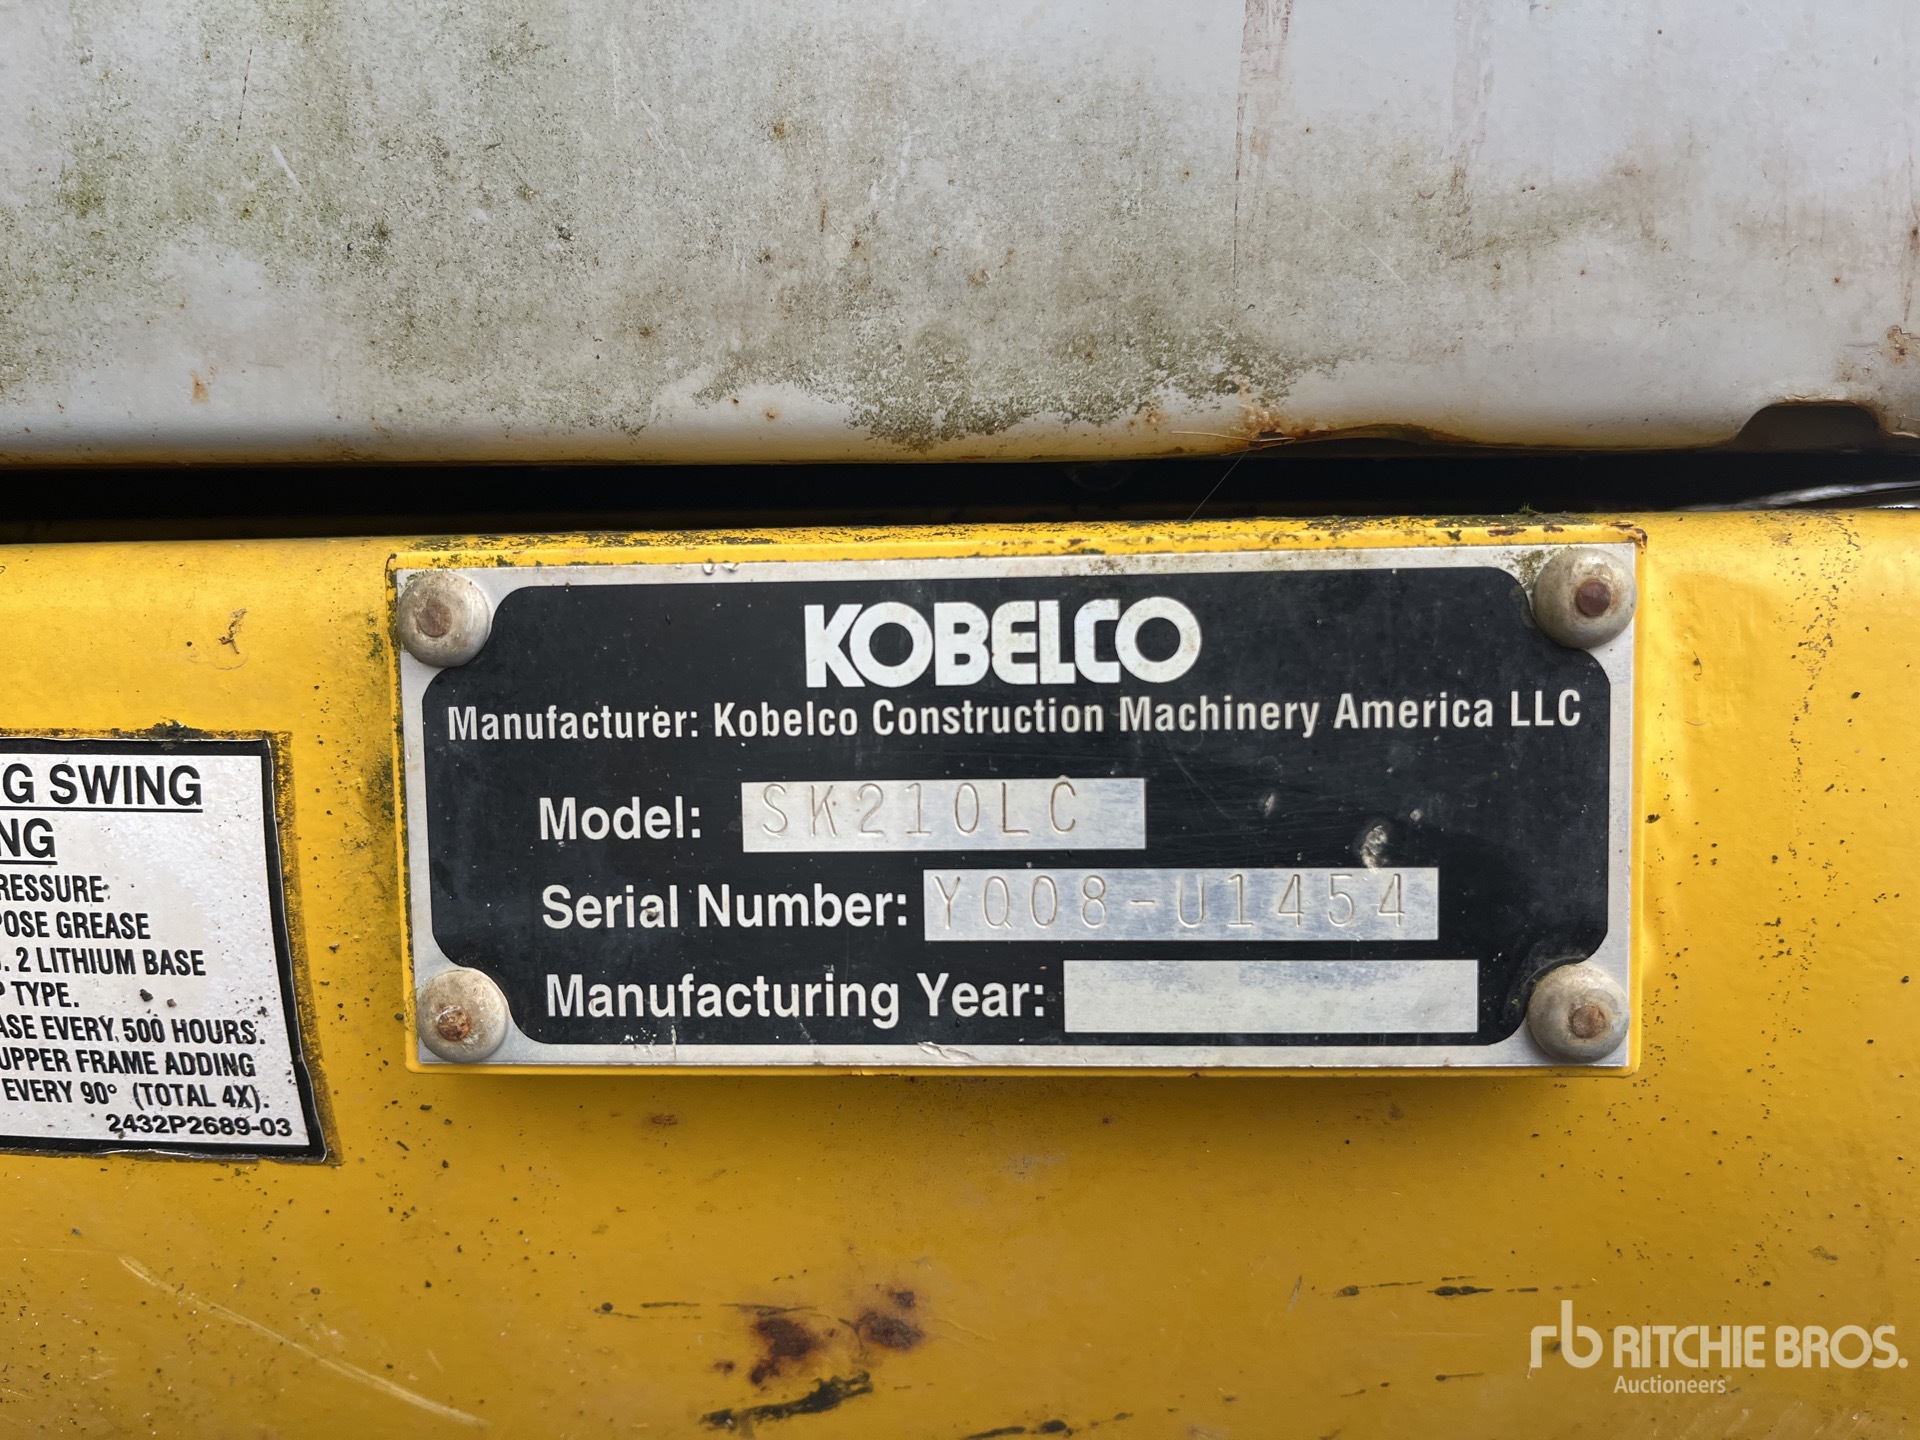 KOBELCO
Manufacturer: Kobelco Construction Machinery America LLC
Model: SK210LC
Serial Number: YQ08-U1454
Manufacturing Year:
G SWING
NG
RESSURE:
POSE GREASE
. 2 LITHIUM BASE
P TYPE.
ASE EVERY 500 HOURS.
UPPER FRAME ADDING
EVERY 90° (TOTAL 4X).
2432P2689-03
rb RITCHIE BROS.
Auctioneers